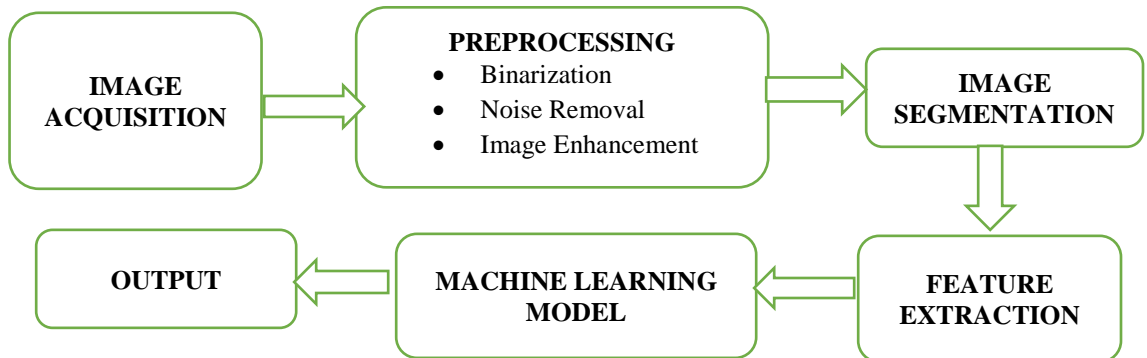 IMAGE
ACQUISITION
PREPROCESSING
• Binarization
• Noise Removal
• Image Enhancement
IMAGE
SEGMENTATION
FEATURE
EXTRACTION
MACHINE LEARNING
MODEL
OUTPUT